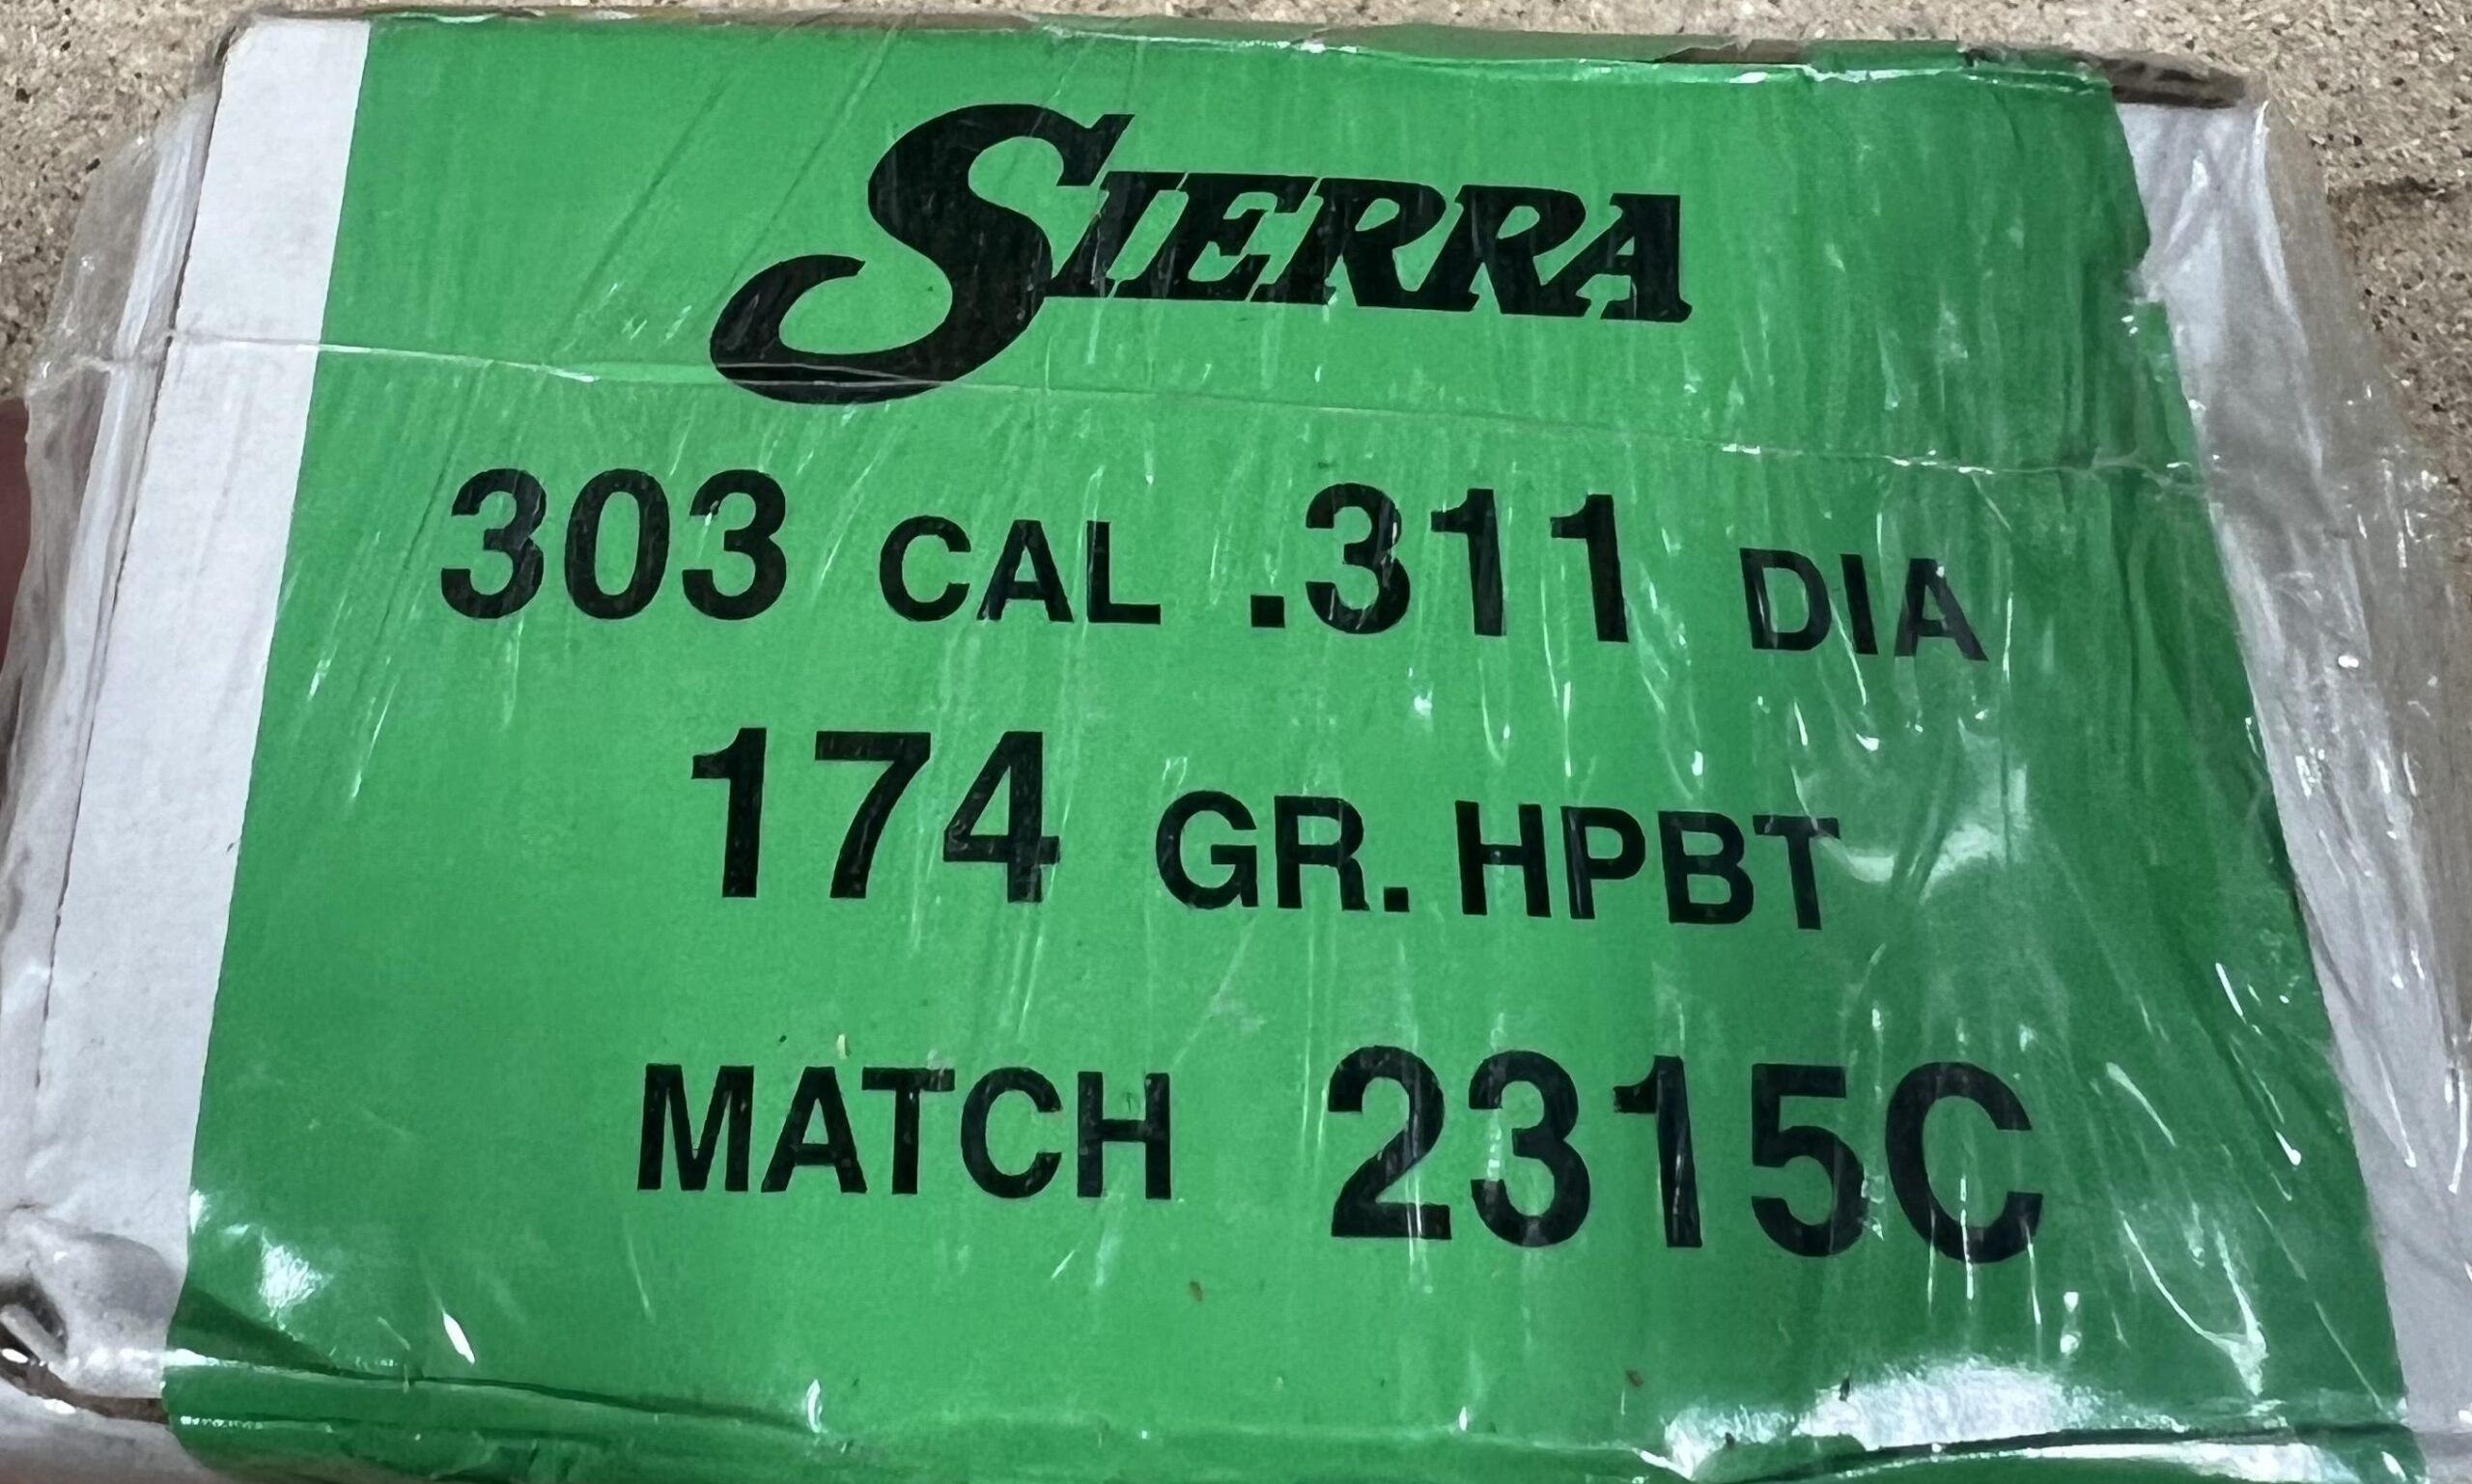 SIERRA
303 CAL .311 DIA
174 GR. HPBT
MATCH 2315C